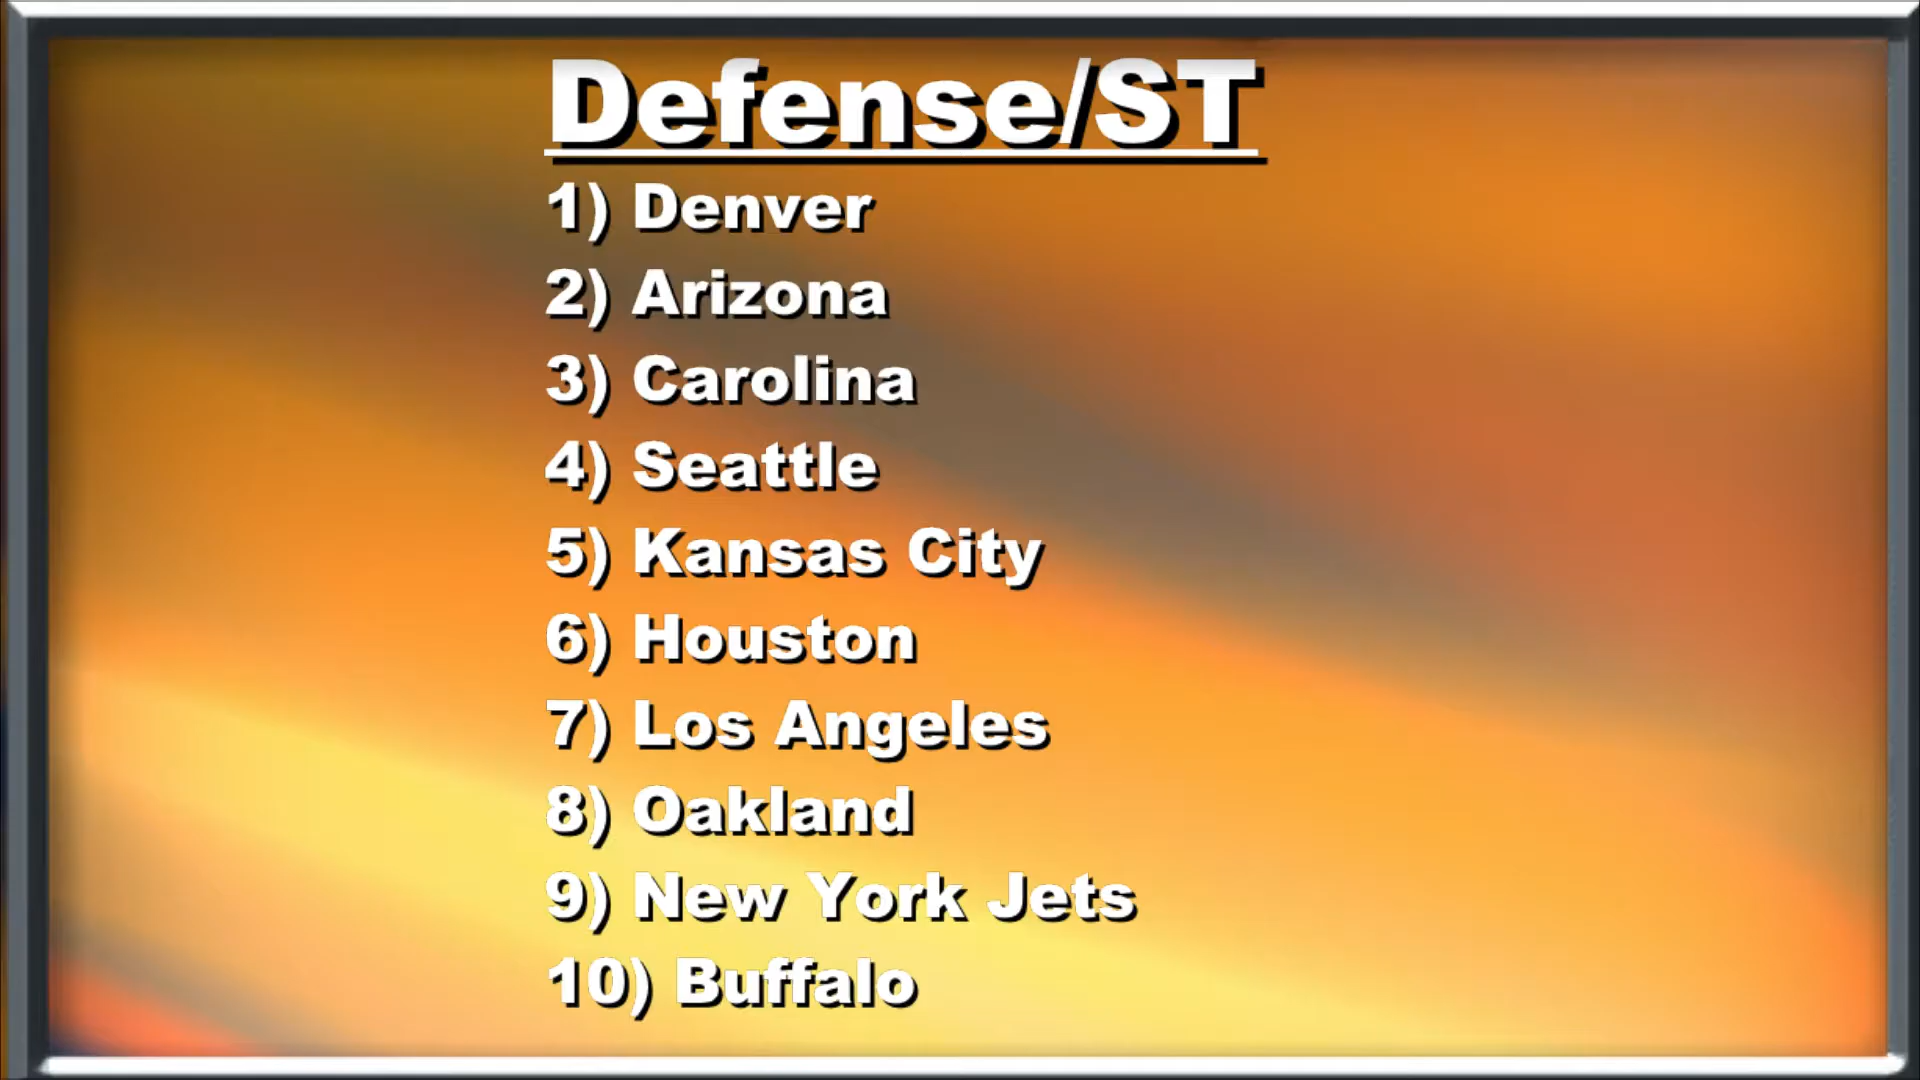 Defense/ST
1) Denver
2) Arizona
3) Carolina
4) Seattle
5) Kansas City
6) Houston
7) Los Angeles
8) Oakland
9) New York Jets
10) Buffalo